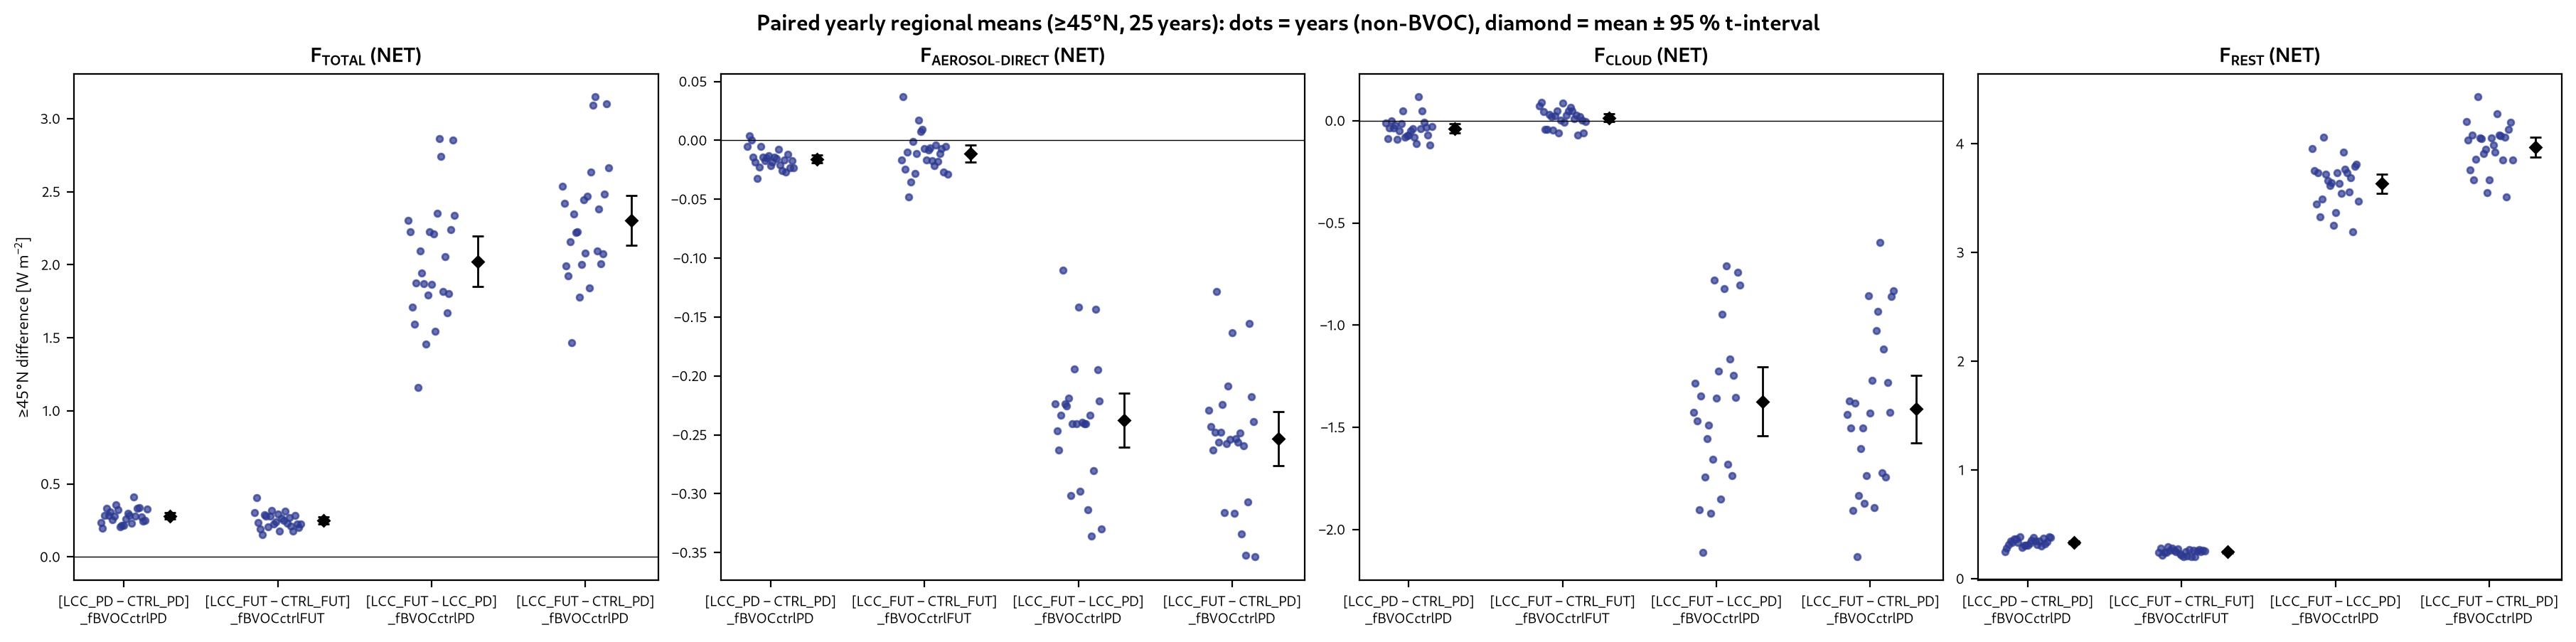 Paired yearly regional means (≥45°N, 25 years): dots = years (non-BVOC), diamond = mean ± 95 % t-interval
F_TOTAL (NET)
≥45°N difference [W m⁻²]
3.0
2.5
2.0
1.5
1.0
0.5
0.0
[LCC_PD − CTRL_PD]
_fBVOCctrlPD
[LCC_FUT − CTRL_FUT]
_fBVOCctrlFUT
[LCC_FUT − LCC_PD]
_fBVOCctrlPD
[LCC_FUT − CTRL_PD]
_fBVOCctrlPD
F_AEROSOL-DIRECT (NET)
0.05
0.00
−0.05
−0.10
−0.15
−0.20
−0.25
−0.30
−0.35
[LCC_PD − CTRL_PD]
_fBVOCctrlPD
[LCC_FUT − CTRL_FUT]
_fBVOCctrlFUT
[LCC_FUT − LCC_PD]
_fBVOCctrlPD
[LCC_FUT − CTRL_PD]
_fBVOCctrlPD
F_CLOUD (NET)
0.0
−0.5
−1.0
−1.5
−2.0
[LCC_PD − CTRL_PD]
_fBVOCctrlPD
[LCC_FUT − CTRL_FUT]
_fBVOCctrlFUT
[LCC_FUT − LCC_PD]
_fBVOCctrlPD
[LCC_FUT − CTRL_PD]
_fBVOCctrlPD
F_REST (NET)
4
3
2
1
0
[LCC_PD − CTRL_PD]
_fBVOCctrlPD
[LCC_FUT − CTRL_FUT]
_fBVOCctrlFUT
[LCC_FUT − LCC_PD]
_fBVOCctrlPD
[LCC_FUT − CTRL_PD]
_fBVOCctrlPD